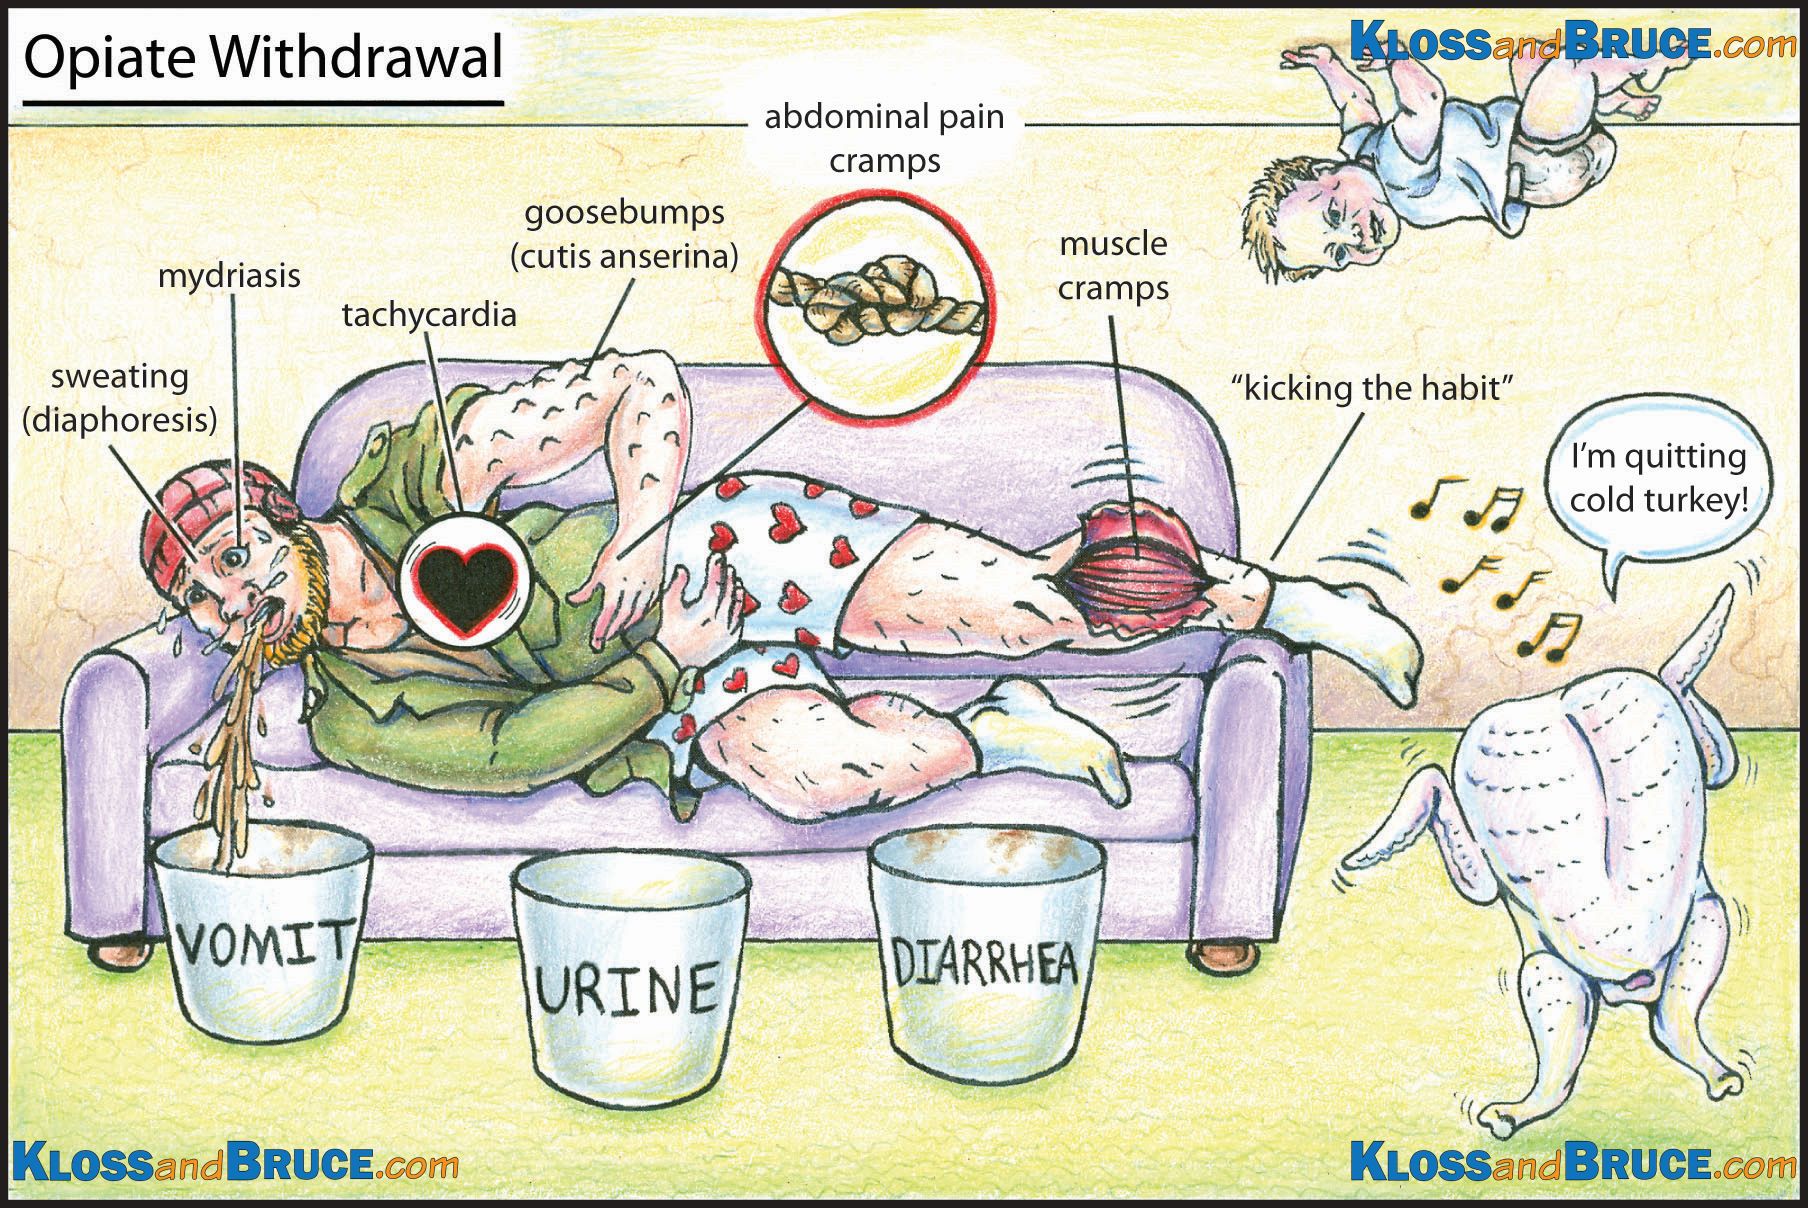 Opiate Withdrawal
KLOSSandBRUCE.com
abdominal pain
cramps
goosebumps
(cutis anserina)
muscle
cramps
mydriasis
tachycardia
sweating
(diaphoresis)
"kicking the habit"
I'm quitting
cold turkey!
VOMIT
URINE
DIARRHEA
KLOSSandBRUCE.com
KLOSSandBRUCE.com